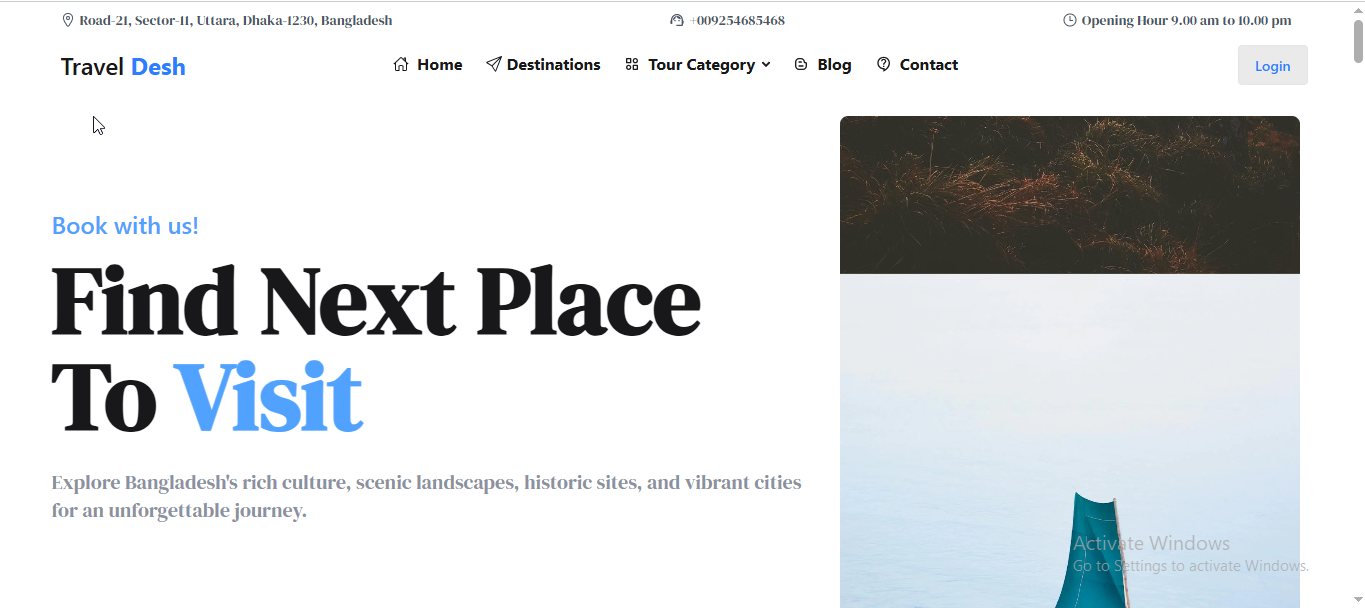 Road-21, Sector-11, Uttara, Dhaka-1230, Bangladesh
+009254685468
Opening Hour 9.00 am to 10.00 pm
Travel Desh
Home
Destinations
Tour Category
Blog
Contact
Login
Book with us!
Find Next Place
To Visit
Explore Bangladesh's rich culture, scenic landscapes, historic sites, and vibrant cities
for an unforgettable journey.
Activate Windows
Go to Settings to activate Windows.